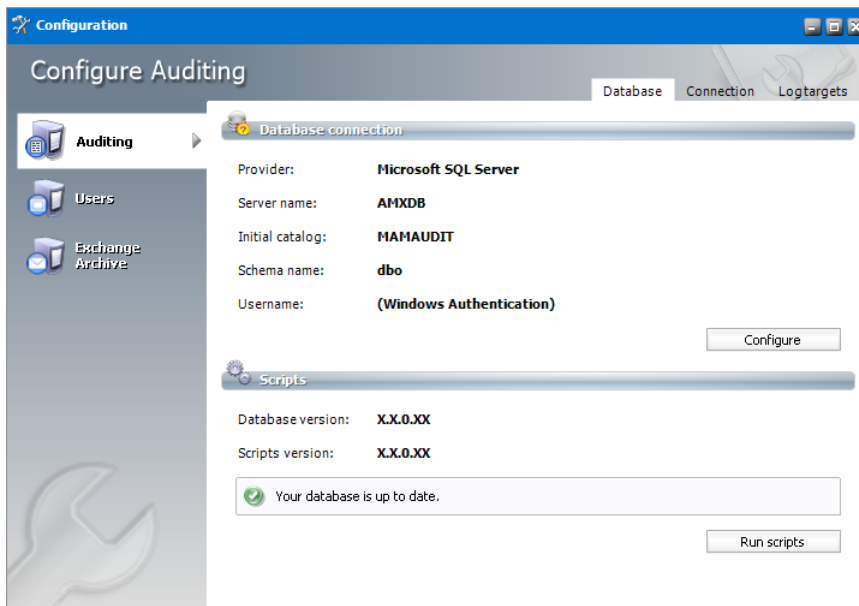 Configuration
Configure Auditing
Database Connection Logtargets
Auditing
Users
Exchange
Archive
Database connection
Provider: Microsoft SQL Server
Server name: AMXDB
Initial catalog: MAMAUDIT
Schema name: dbo
Username: (Windows Authentication)
Configure
Scripts
Database version: X.X.0.XX
Scripts version: X.X.0.XX
Your database is up to date.
Run scripts